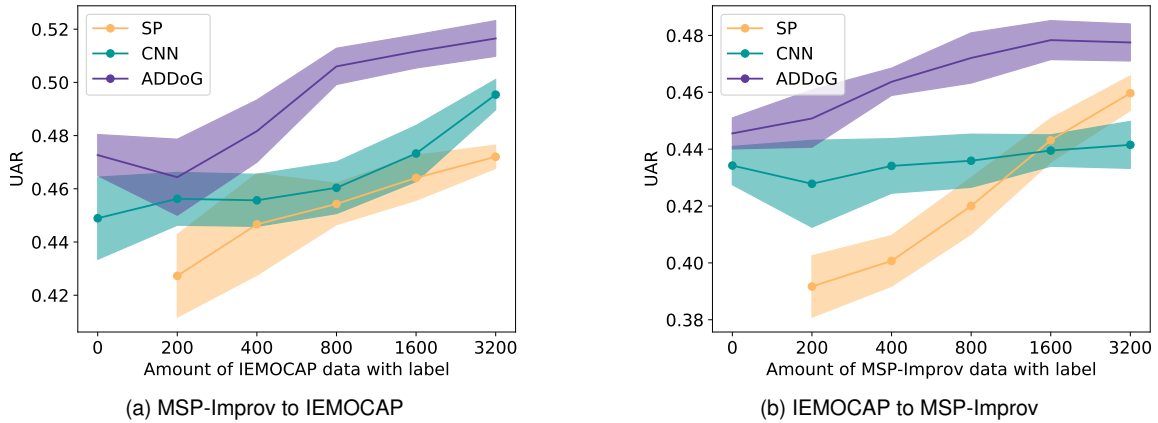 SP
CNN
ADDoG
0.52
0.50
0.48
0.46
0.44
0.42
UAR
0 200 400 800 1600 3200
Amount of IEMOCAP data with label
(a) MSP-Improv to IEMOCAP
SP
CNN
ADDoG
0.48
0.46
0.44
0.42
0.40
0.38
UAR
0 200 400 800 1600 3200
Amount of MSP-Improv data with label
(b) IEMOCAP to MSP-Improv